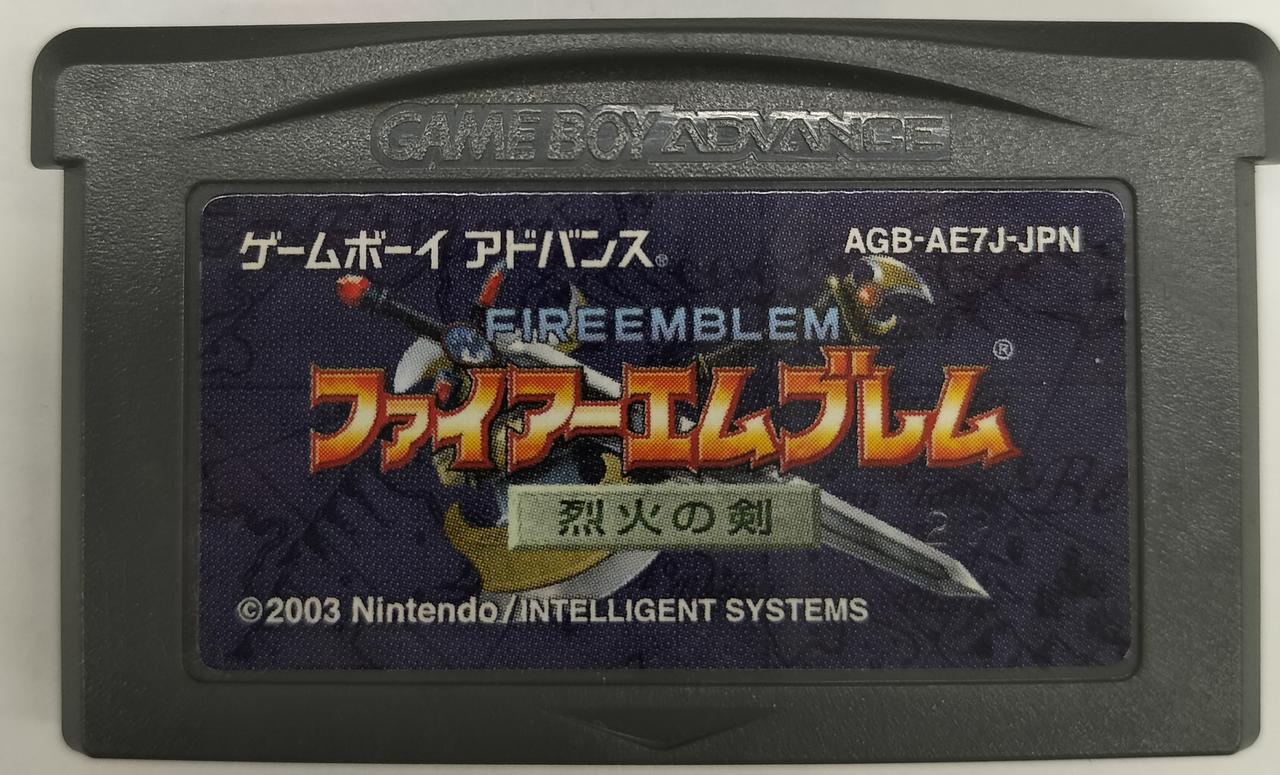 GAME BOY ADVANCE
ゲームボーイ アドバンス®
AGB-AE7J-JPN
FIREEMBLEM
ファイアーエムブレム®
烈火の剣
©2003 Nintendo/INTELLIGENT SYSTEMS